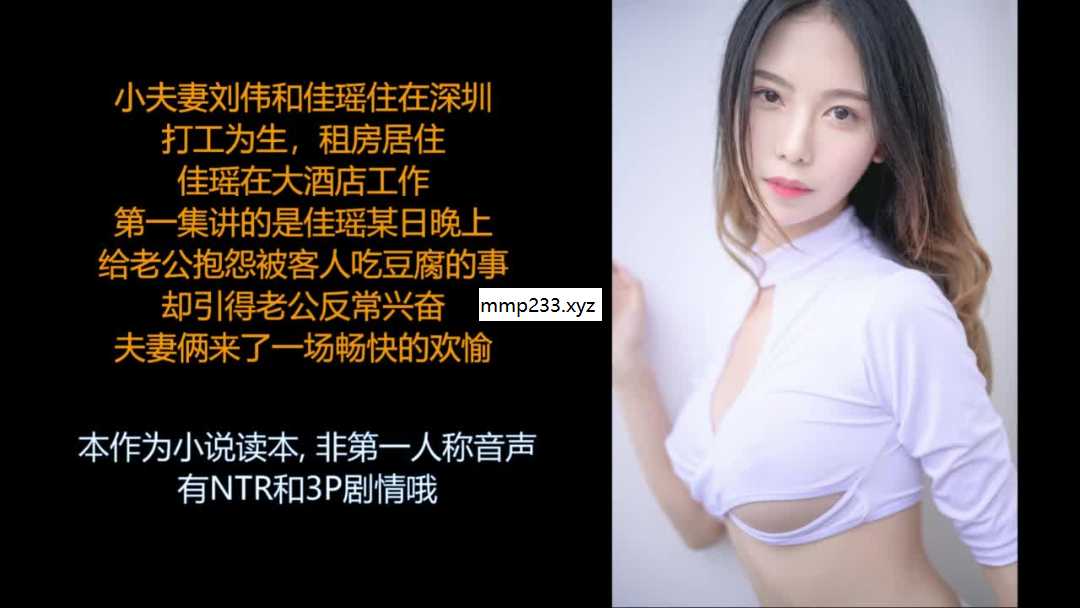 小夫妻刘伟和佳瑶住在深圳
打工为生，租房居住
佳瑶在大酒店工作
第一集讲的是佳瑶某日晚上
给老公抱怨被客人吃豆腐的事
却引得老公反常兴奋
mmp233.xyz
夫妻俩来了一场畅快的欢愉
本作为小说读本, 非第一人称音声
有NTR和3P剧情哦